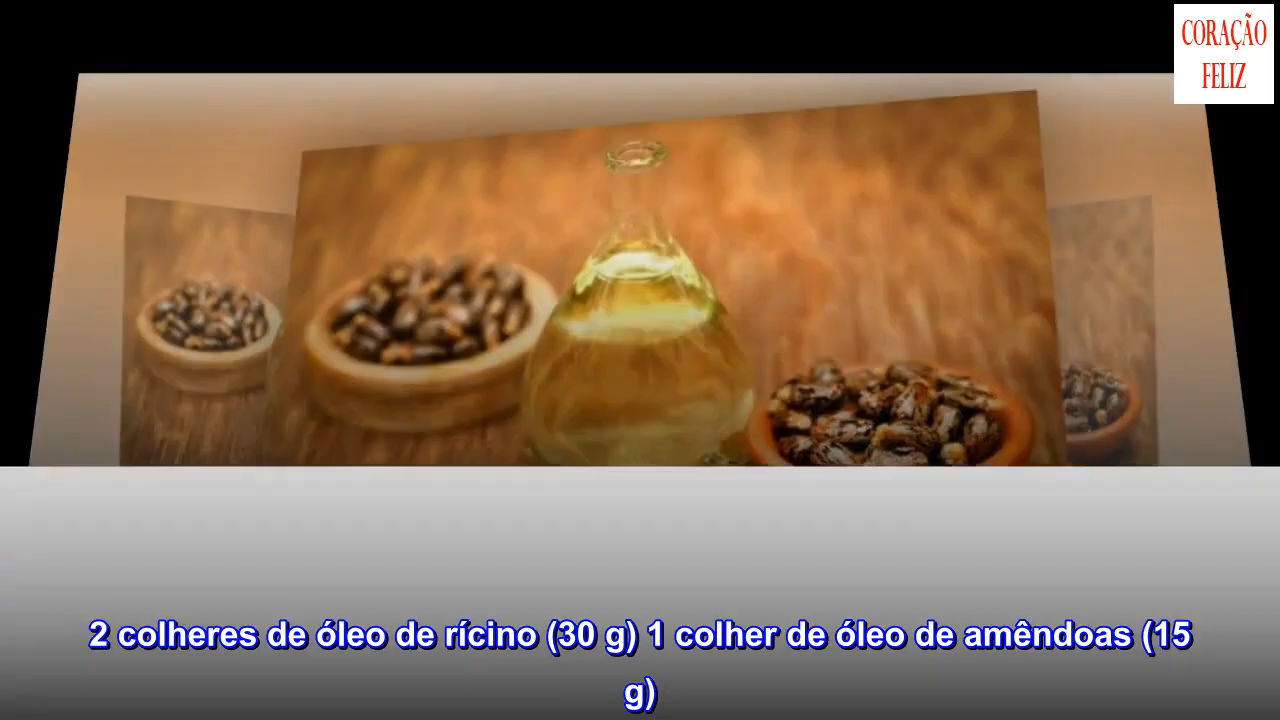 CORAÇÃO
FELIZ
2 colheres de óleo de rícino (30 g) 1 colher de óleo de amêndoas (15
g)